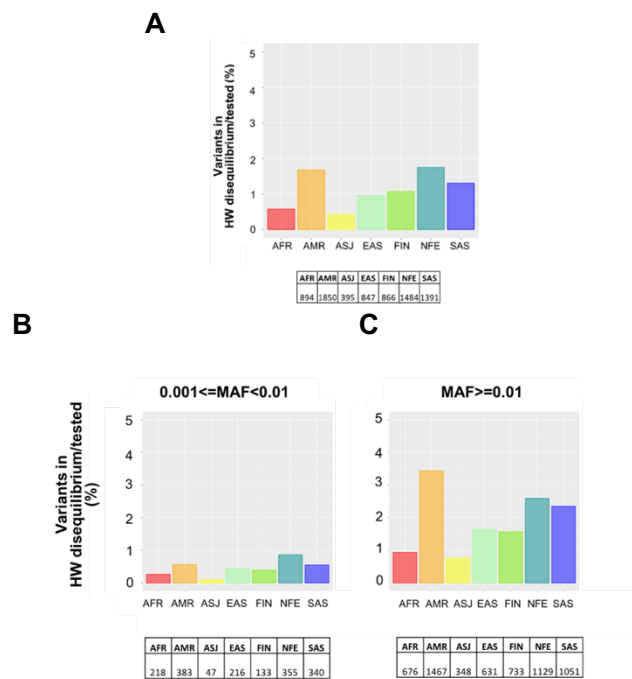 A
Variants in
HW disequilibrium/tested (%)
5
4
3
2
1
0
AFR AMR ASJ EAS FIN NFE SAS
AFR AMR ASJ EAS FIN NFE SAS
894 1850 395 847 866 1484 1391
B
C
0.001<=MAF<0.01
MAF>=0.01
Variants in
HW disequilibrium/tested
(%)
5
4
3
2
1
0
AFR AMR ASJ EAS FIN NFE SAS
AFR AMR ASJ EAS FIN NFE SAS
218 383 47 216 133 355 340
5
4
3
2
1
0
AFR AMR ASJ EAS FIN NFE SAS
AFR AMR ASJ EAS FIN NFE SAS
676 1467 348 631 733 1129 1051